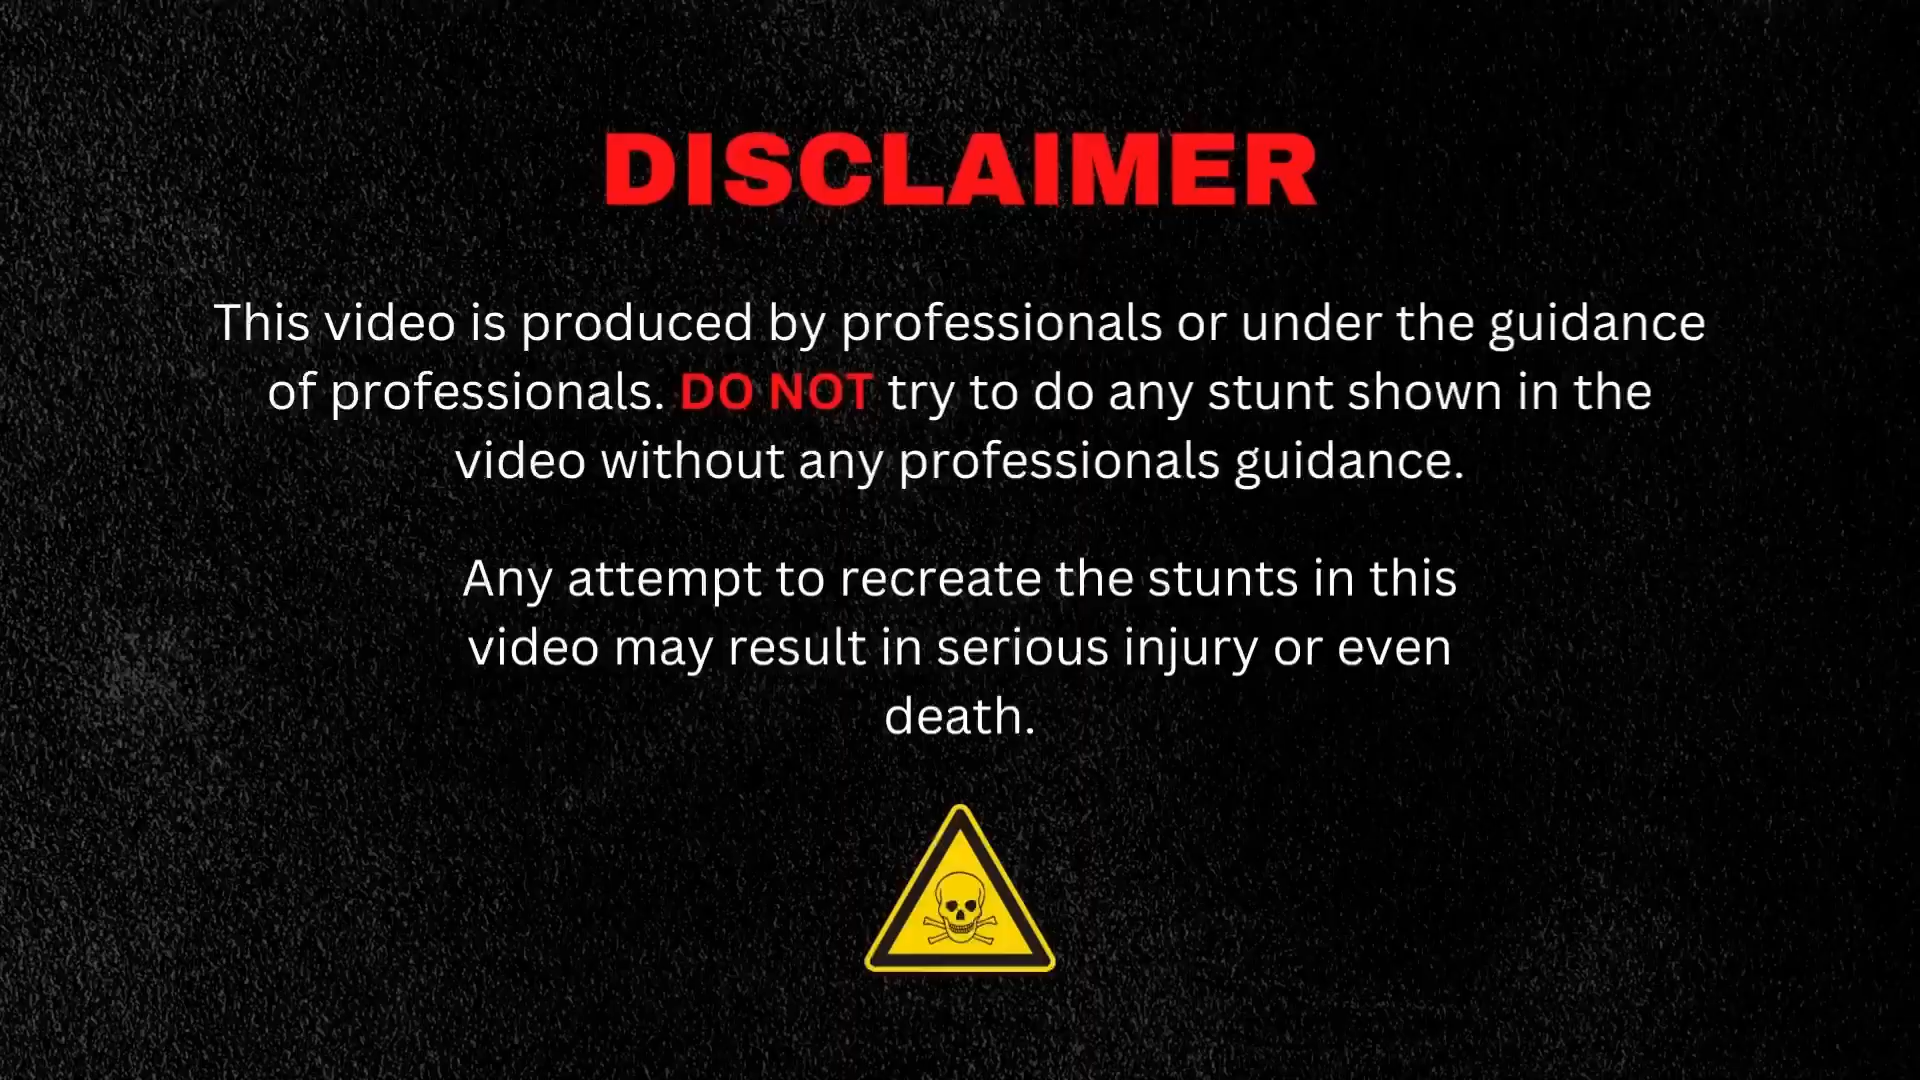 DISCLAIMER
This video is produced by professionals or under the guidance
of professionals. DO NOT try to do any stunt shown in the
video without any professionals guidance.
Any attempt to recreate the stunts in this
video may result in serious injury or even
death.